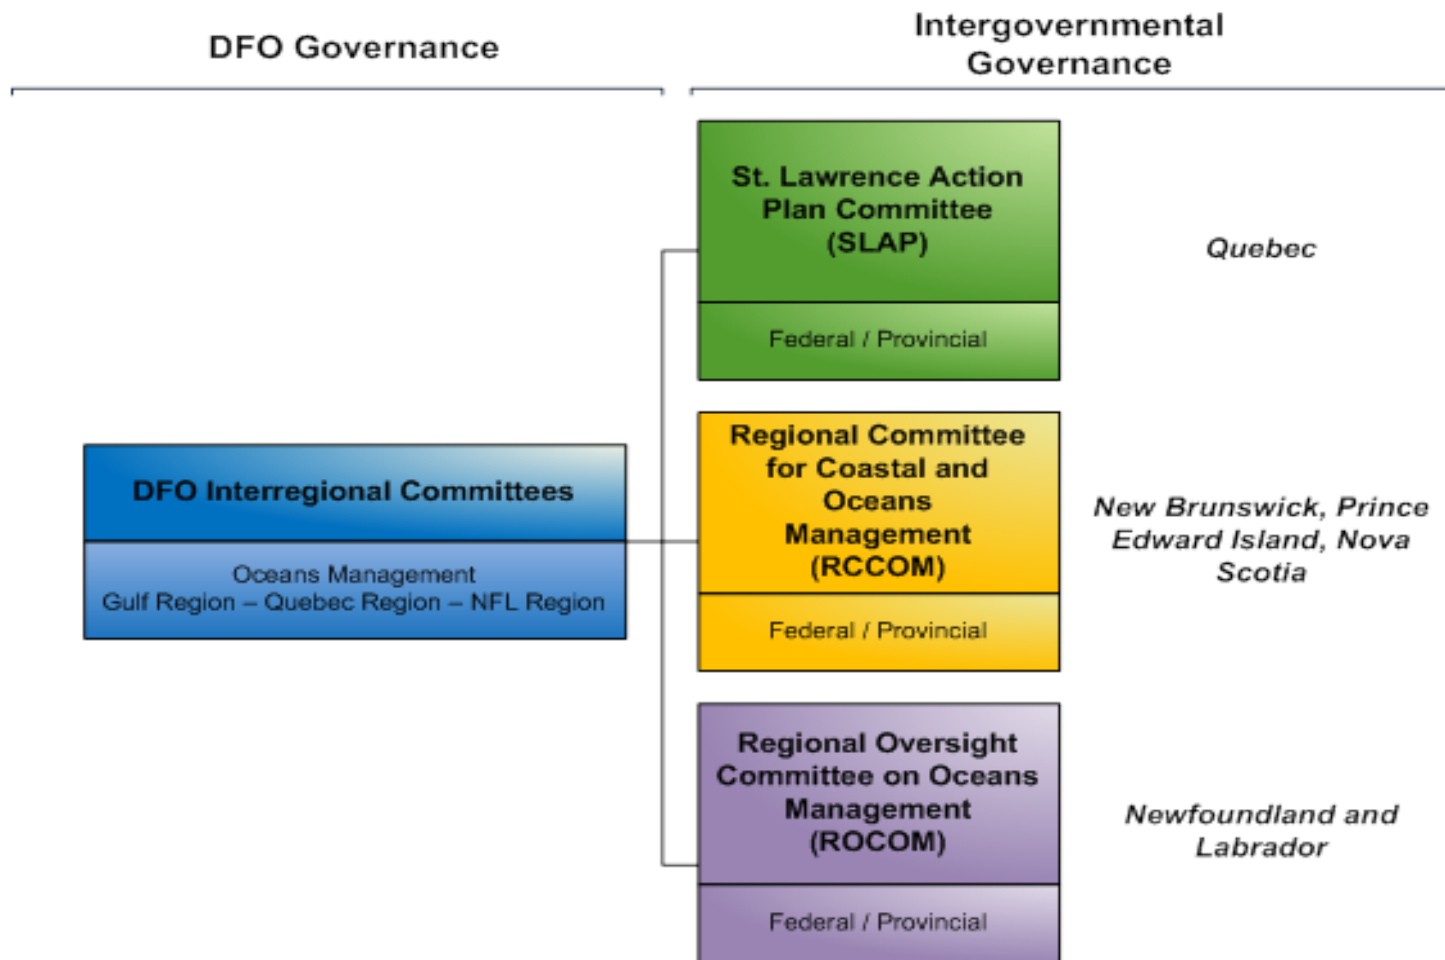 DFO Governance
Intergovernmental
Governance
St. Lawrence Action
Plan Committee
(SLAP)
Federal / Provincial
Quebec
DFO Interregional Committees
Oceans Management
Gulf Region – Quebec Region – NFL Region
Regional Committee
for Coastal and
Oceans
Management
(RCCOM)
Federal / Provincial
New Brunswick, Prince
Edward Island, Nova
Scotia
Regional Oversight
Committee on Oceans
Management
(ROCOM)
Federal / Provincial
Newfoundland and
Labrador